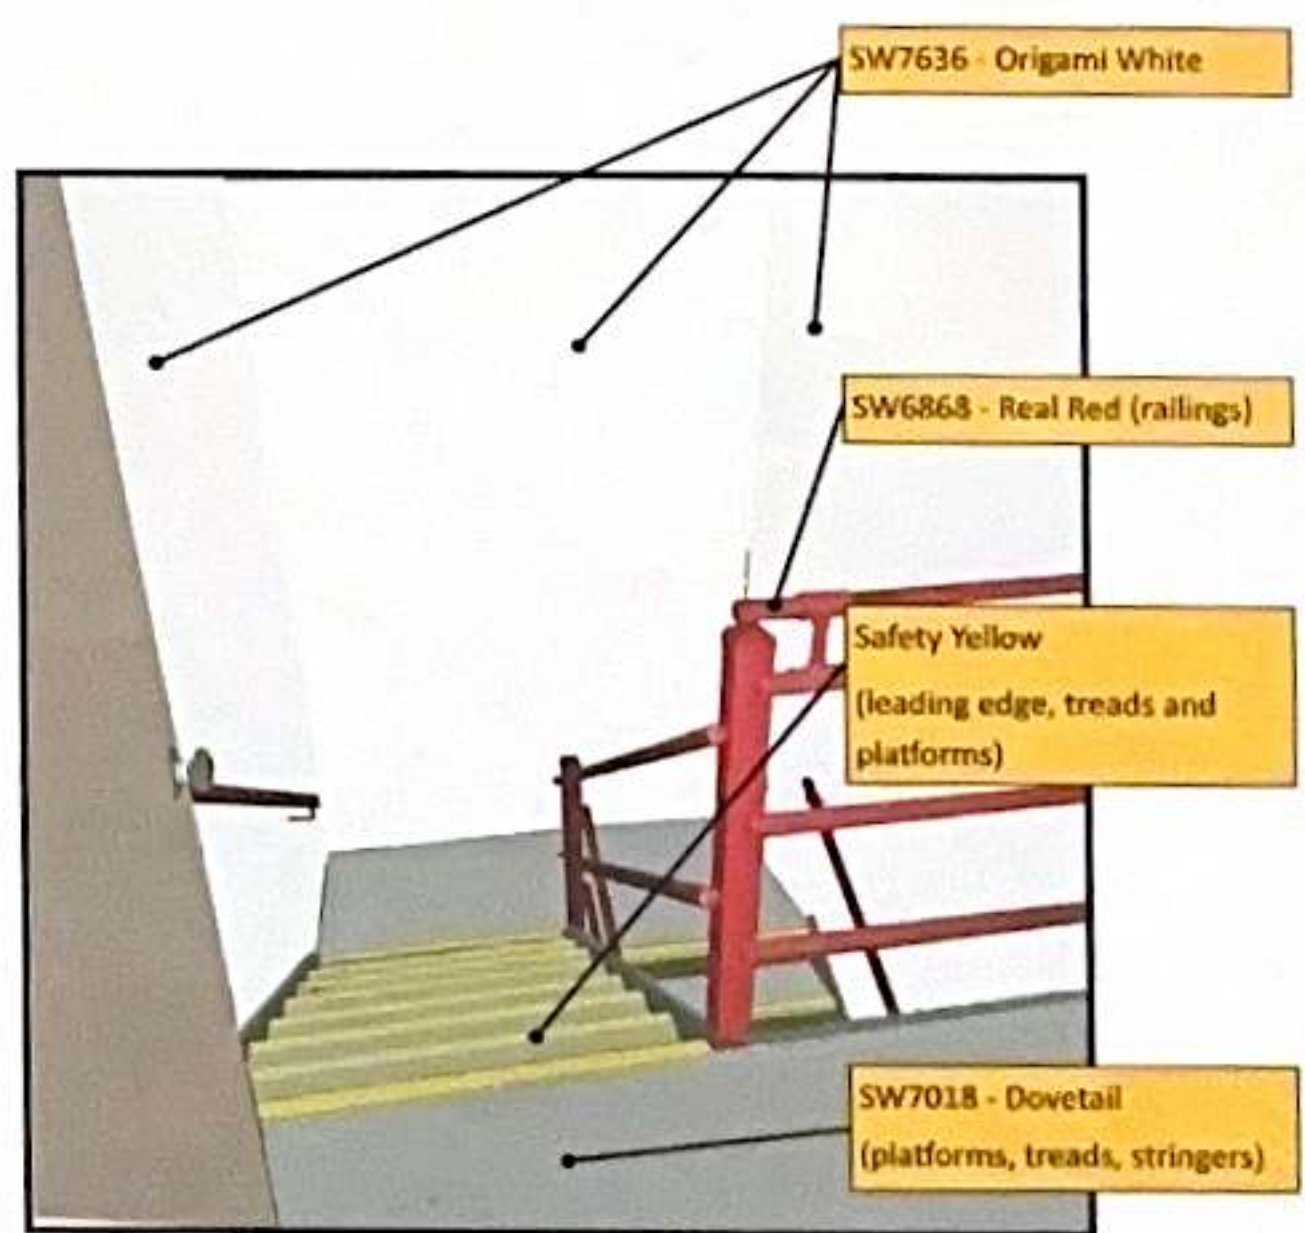 SW7636 - Origami White
SW6868 - Real Red (railings)
Safety Yellow
(leading edge, treads and
platforms)
SW7018 - Dovetail
(platforms, treads, stringers)